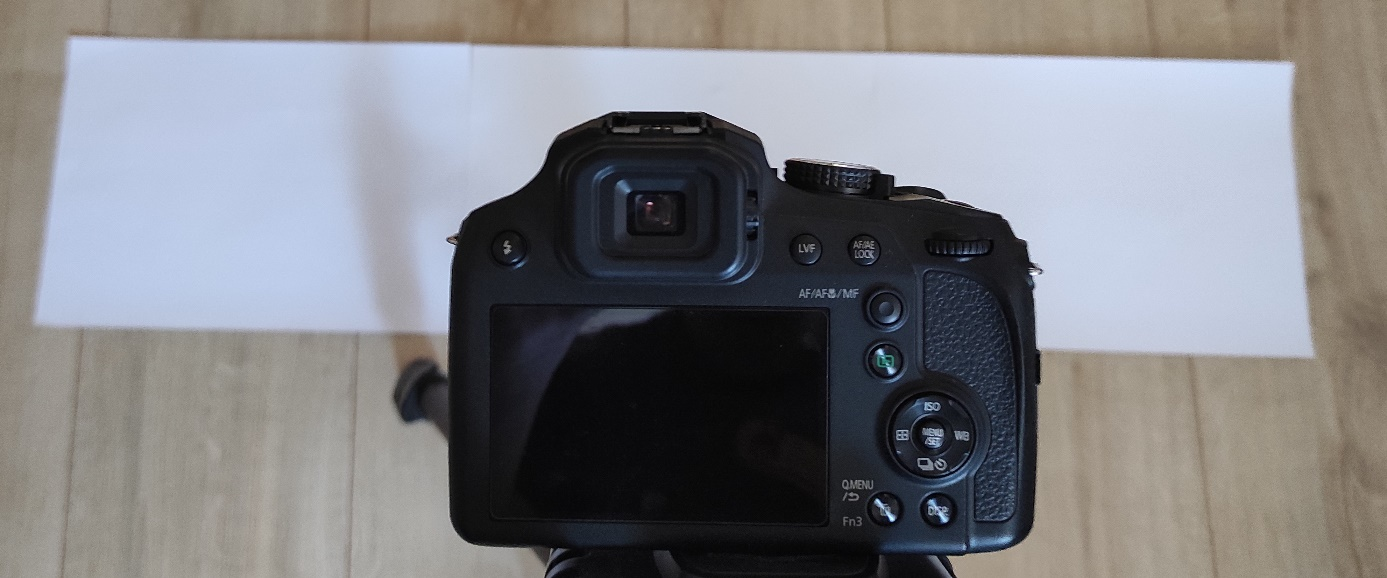 LVF
AF/AE
LOCK
AF/AF /MF
ISO
MENU
/SET
WB
Q.MENU
/
Fn3
DISP.